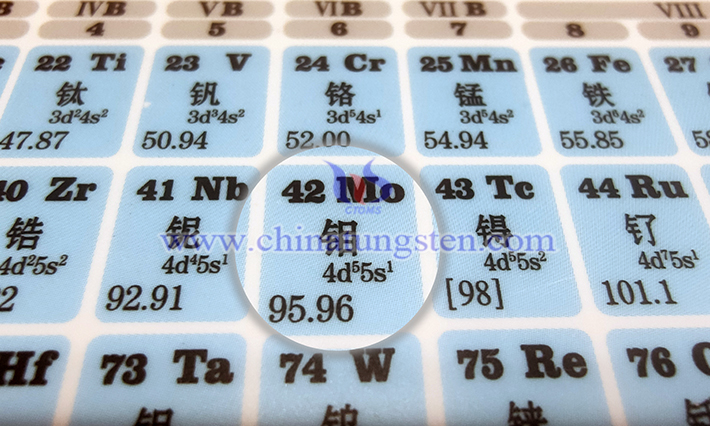 IVB VB VIB VIIB VIII
4 5 6 7 8 9
22 Ti 23 V 24 Cr 25 Mn 26 Fe 27
钛 钒 铬 锰 铁
3d²4s² 3d³4s² 3d⁵4s¹ 3d⁵4s² 3d⁶4s²
47.87 50.94 52.00 54.94 55.85
40 Zr 41 Nb 42 Mo 43 Tc 44 Ru
CTOMS
锆 铌 钼 锝 钌
www.chinatungsten.com
4d²5s² 4d⁴5s¹ 4d⁵5s¹ 4d⁵5s² 4d⁷5s¹
92.91 95.96 [98] 101.1
Hf 73 Ta 74 W 75 Re 76